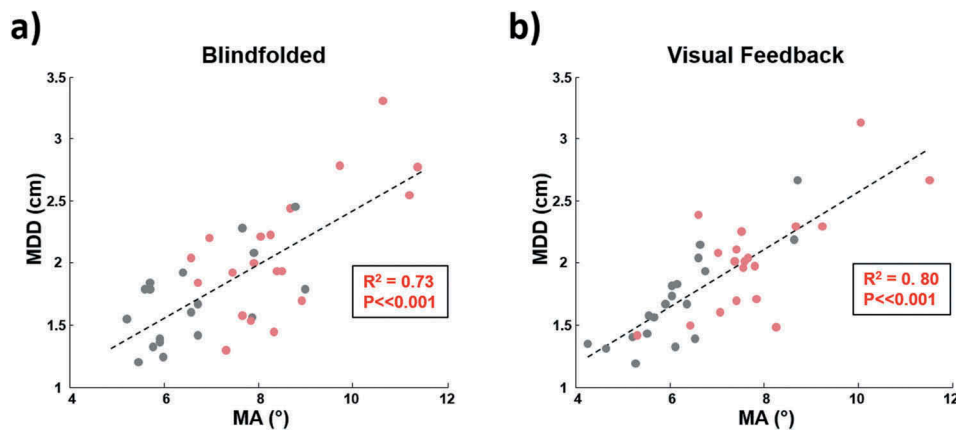 a)
Blindfolded
MDD (cm)
3.5
3
2.5
2
1.5
1
4
6
8
10
12
MA (°)
R² = 0.73
P<<0.001
b)
Visual Feedback
MDD (cm)
3.5
3
2.5
2
1.5
1
4
6
8
10
12
MA (°)
R² = 0. 80
P<<0.001